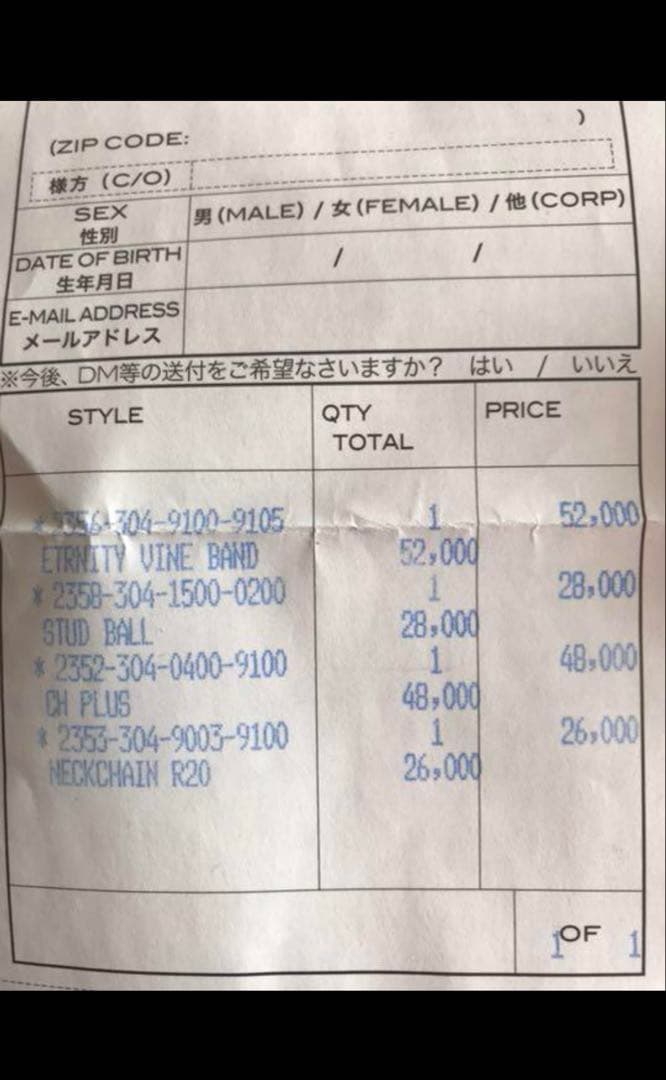 )
(ZIP CODE:
様方 (C/O)
SEX 男(MALE) / 女(FEMALE) / 他(CORP)
性別
DATE OF BIRTH / /
生年月日
E-MAIL ADDRESS
メールアドレス
※今後、DM等の送付をご希望なさいますか? はい / いいえ
STYLE QTY PRICE
TOTAL
* 2356-304-9100-9105 1 52,000
ETRNITY VINE BAND 52,000
* 2358-304-1500-0200 1 28,000
STUD BALL 28,000
* 2352-304-0400-9100 1 48,000
CH PLUS 48,000
* 2353-304-9003-9100 1 26,000
NECKCHAIN R20 26,000
1 OF 1